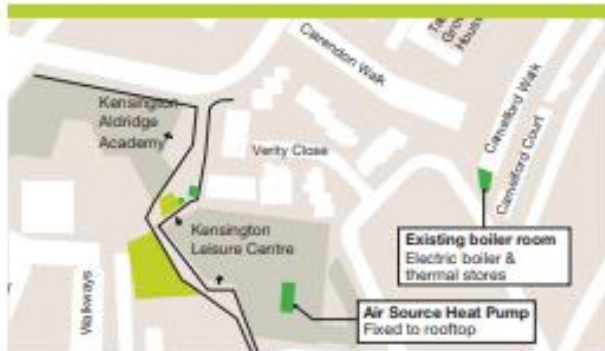 Clarendon Walk
Kensington
Aldridge
Academy
Verity Close
Camelford Walk
Camelford Court
Kensington
Leisure Centre
Existing boiler room
Electric boiler &
thermal stores
Air Source Heat Pump
Fixed to rooftop
Walkways